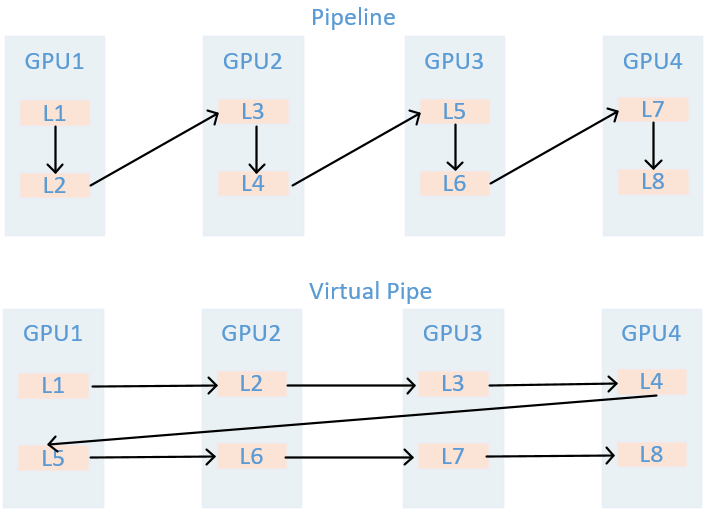 Pipeline
GPU1 GPU2 GPU3 GPU4
L1 L3 L5 L7
L2 L4 L6 L8
Virtual Pipe
GPU1 GPU2 GPU3 GPU4
L1 L2 L3 L4
L5 L6 L7 L8